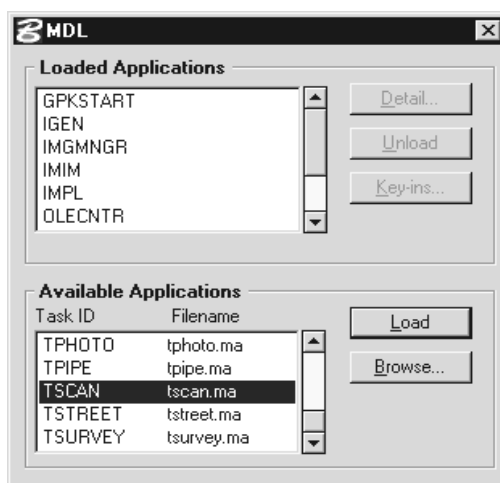 MDL
Loaded Applications
GPKSTART
IGEN
IMGMNGR
IMIM
IMPL
OLECNTR
Detail...
Unload
Key-ins...
Available Applications
Task ID Filename
TPHOTO tphoto.ma
TPIPE tpipe.ma
TSCAN tscan.ma
TSTREET tstreet.ma
TSURVEY tsurvey.ma
Load
Browse...